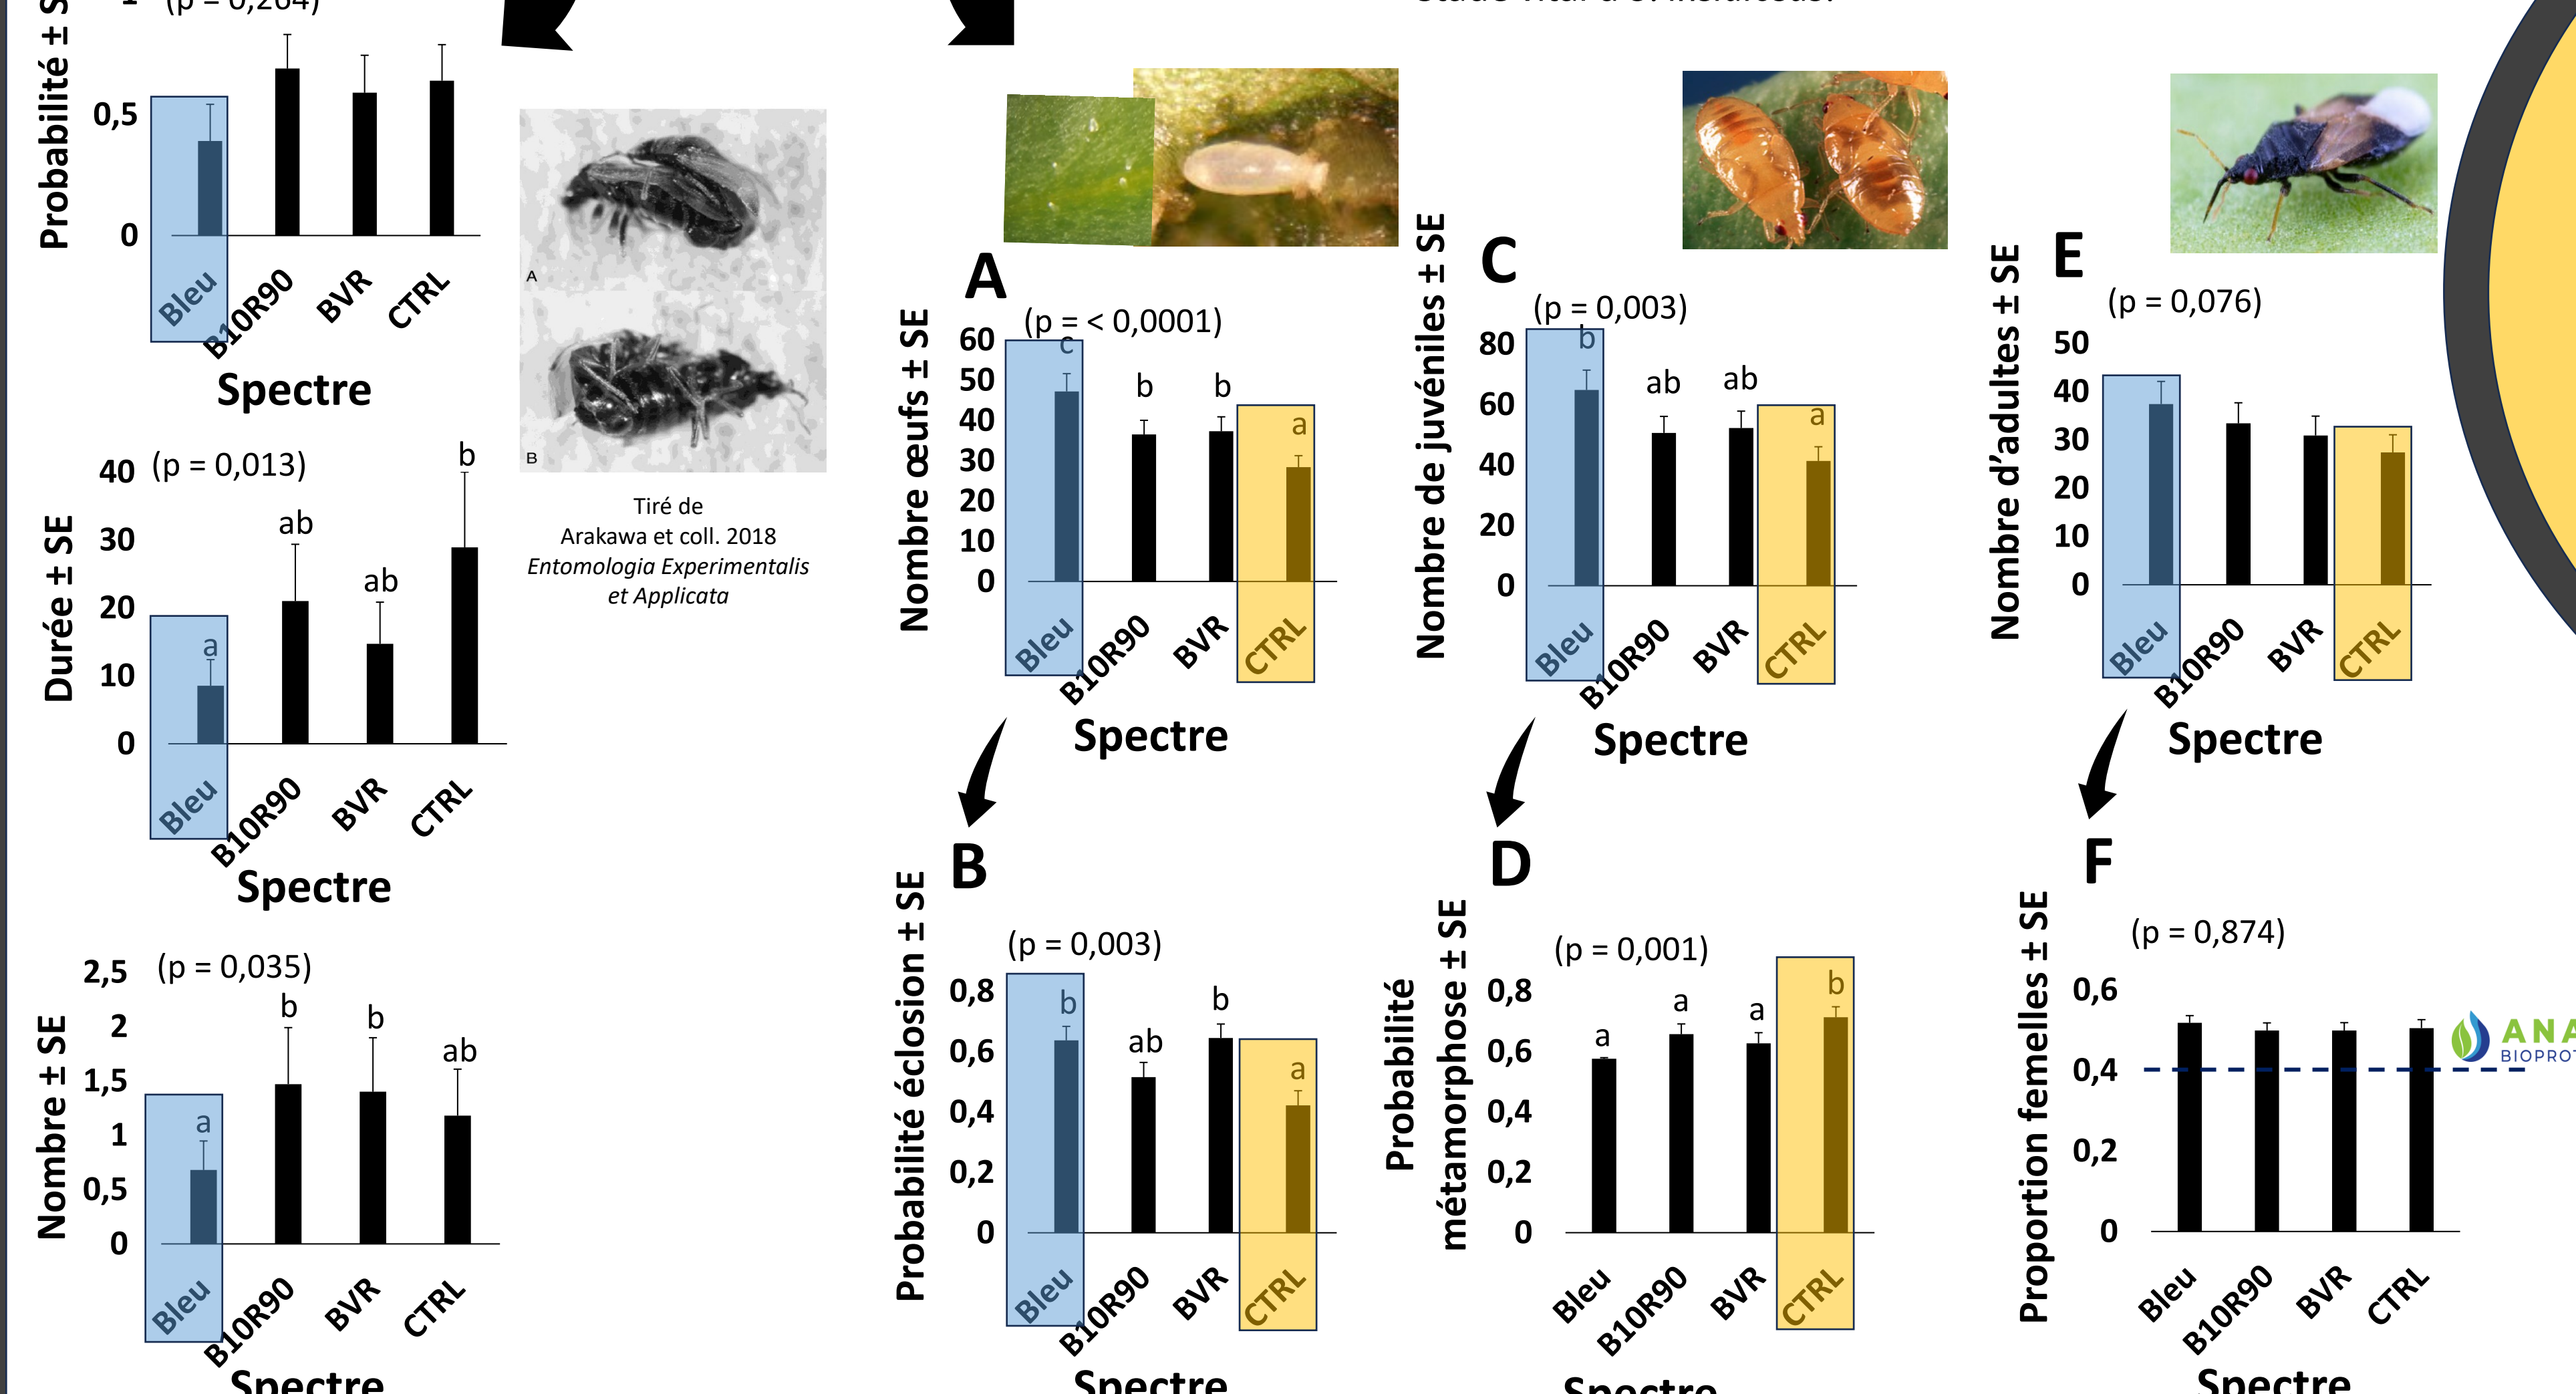 (p = 0,264)
Probabilité ± S
0,5
0
Bleu
B10R90
BVR
CTRL
Spectre
(p = 0,013)
Durée ± SE
40
30
20
10
0
a
ab
ab
b
Bleu
B10R90
BVR
CTRL
Spectre
(p = 0,035)
Nombre ± SE
2,5
2
1,5
1
0,5
0
a
b
b
ab
Bleu
B10R90
BVR
CTRL
Spectre
A
B
Tiré de
Arakawa et coll. 2018
Entomologia Experimentalis
et Applicata
A
(p = < 0,0001)
Nombre œufs ± SE
60
50
40
30
20
10
0
c
b
b
a
Bleu
B10R90
BVR
CTRL
Spectre
B
(p = 0,003)
Probabilité éclosion ± SE
0,8
0,6
0,4
0,2
0
b
ab
b
a
Bleu
B10R90
BVR
CTRL
Spectre
C
(p = 0,003)
Nombre de juvéniles ± SE
80
60
40
20
0
b
ab
ab
a
Bleu
B10R90
BVR
CTRL
Spectre
D
(p = 0,001)
Probabilité
métamorphose ± SE
0,8
0,6
0,4
0,2
0
a
a
a
b
Bleu
B10R90
BVR
CTRL
Spectre
E
(p = 0,076)
Nombre d'adultes ± SE
50
40
30
20
10
0
Bleu
B10R90
BVR
CTRL
Spectre
F
(p = 0,874)
Proportion femelles ± SE
0,6
0,4
0,2
0
Bleu
B10R90
BVR
CTRL
Spectre
ANA
BIOPROT